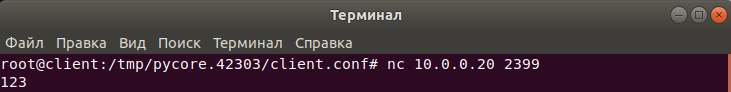 Терминал
Файл Правка Вид Поиск Терминал Справка
root@client:/tmp/pycore.42303/client.conf# nc 10.0.0.20 2399
123